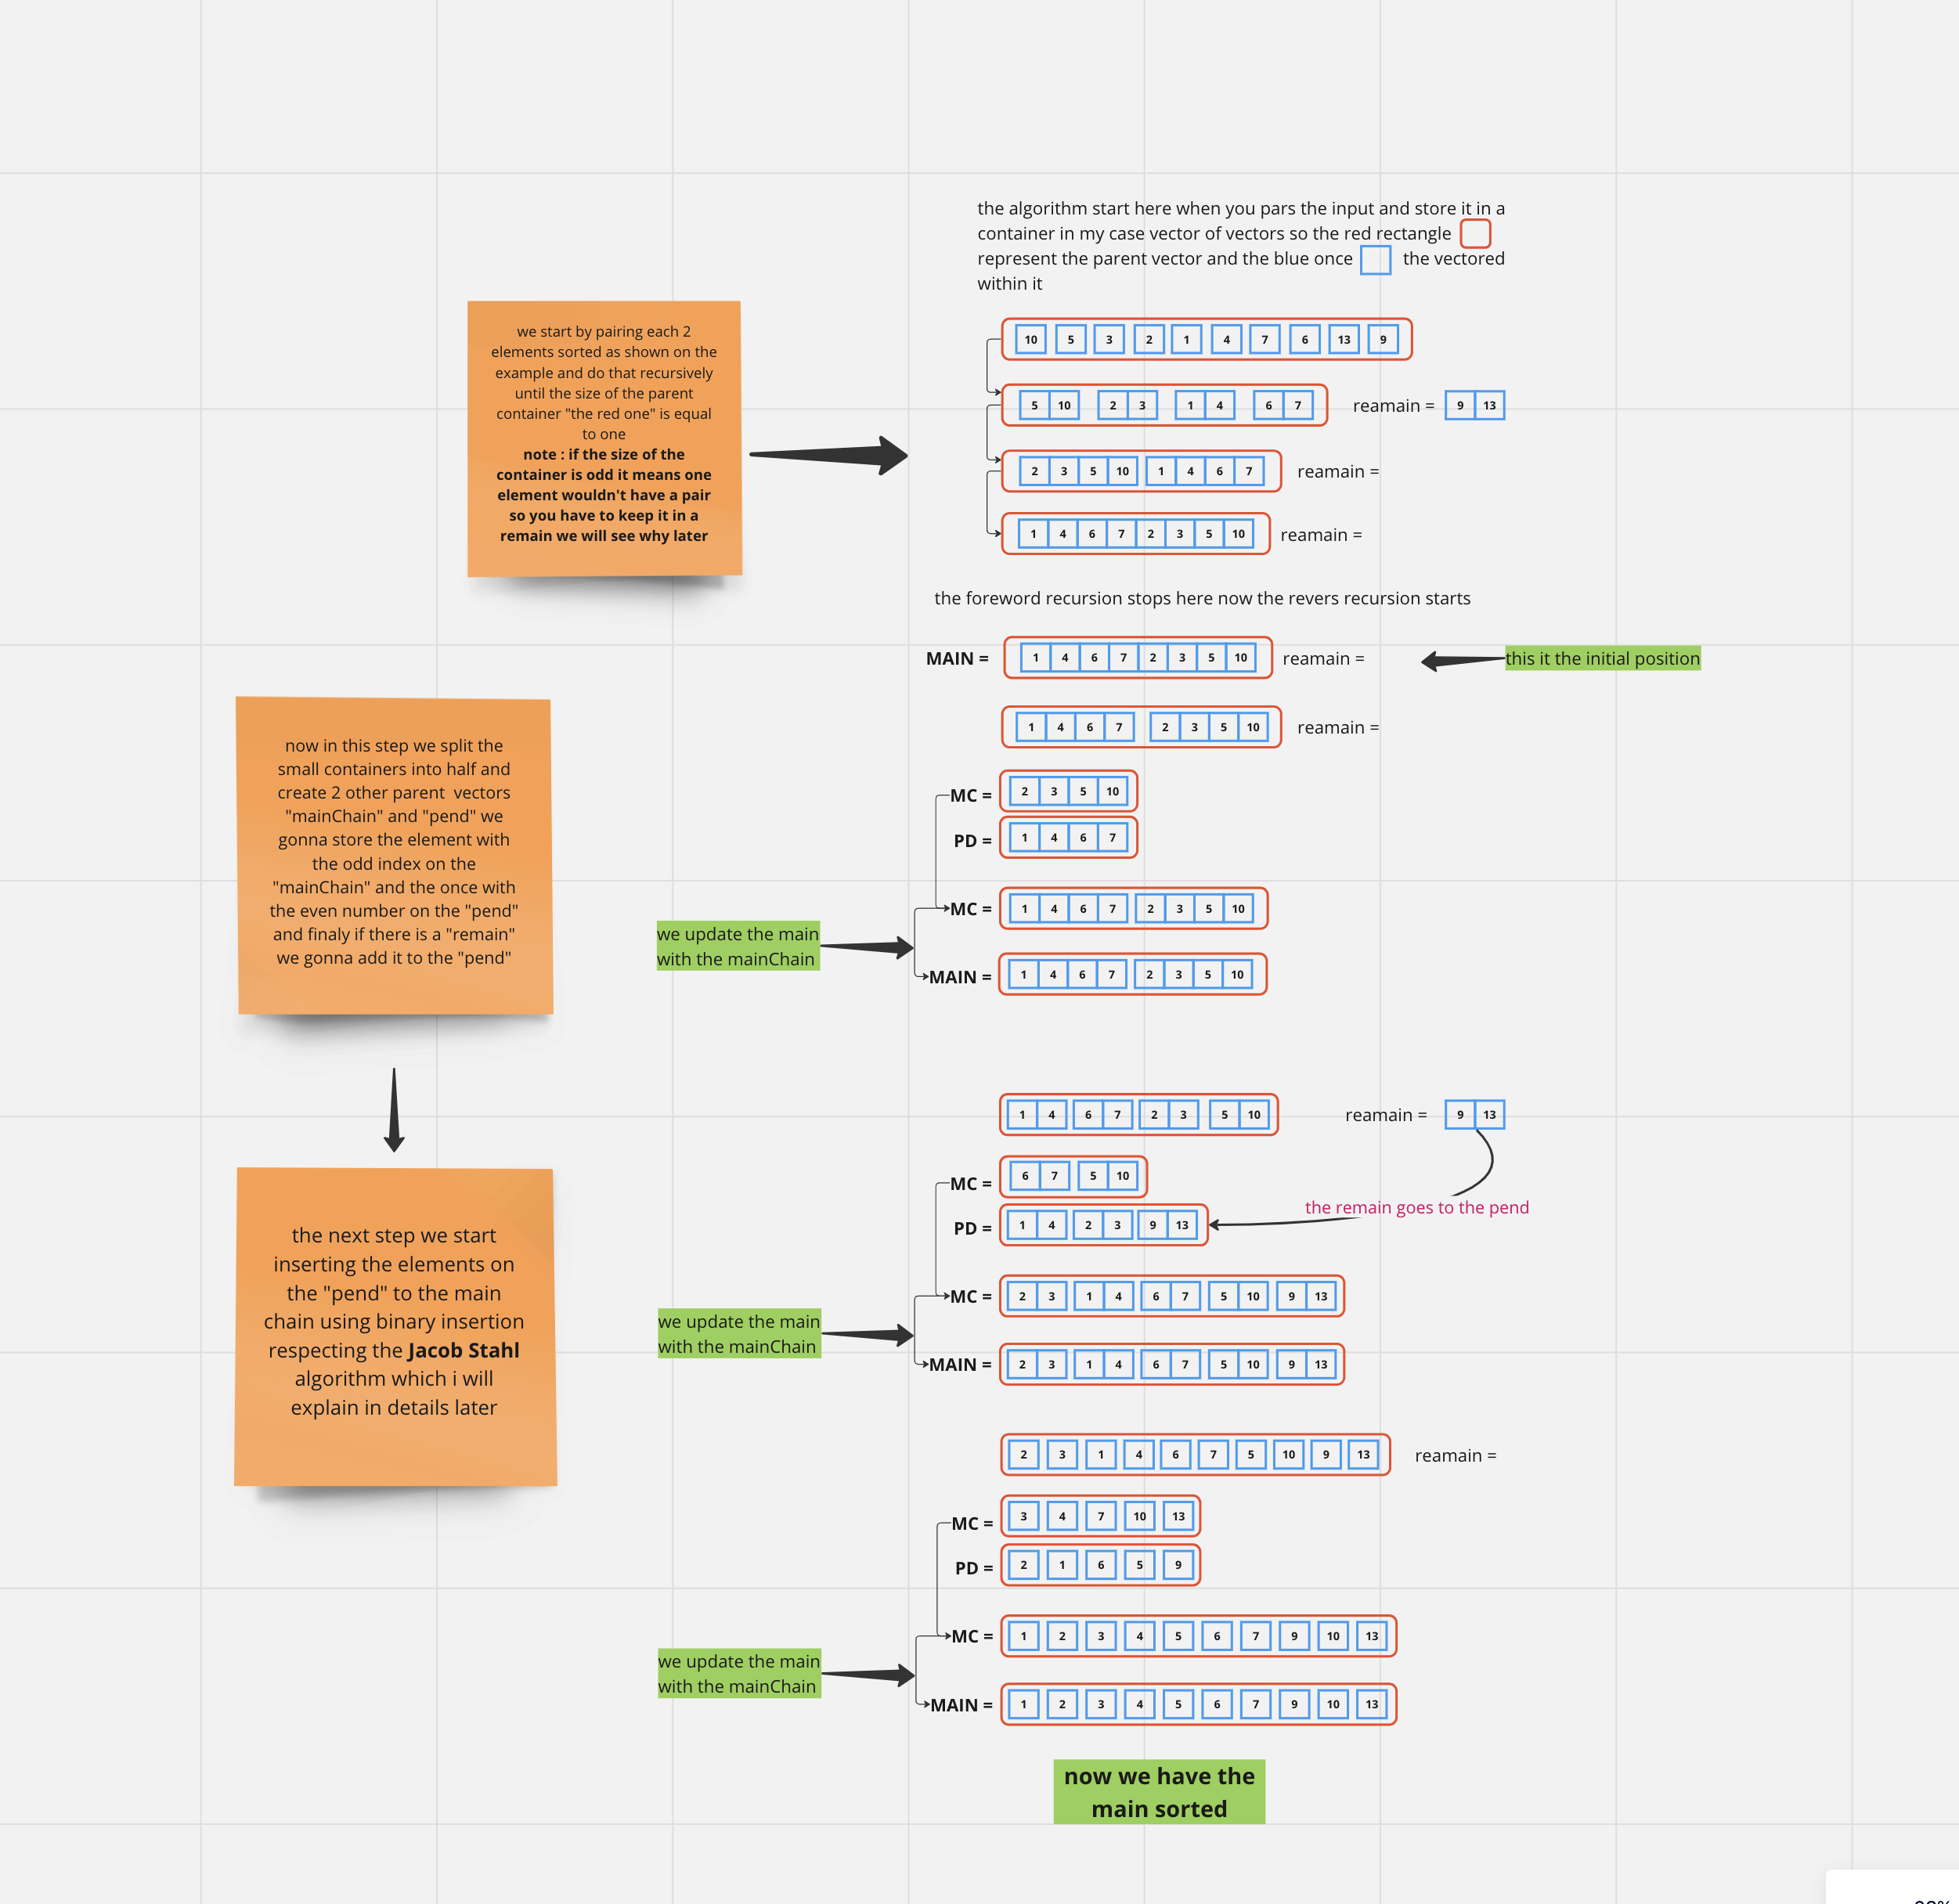 the algorithm start here when you pars the input and store it in a
container in my case vector of vectors so the red rectangle
represent the parent vector and the blue once the vectored
within it
we start by pairing each 2
elements sorted as shown on the
example and do that recursively
until the size of the parent
container "the red one" is equal
to one
note : if the size of the
container is odd it means one
element wouldn't have a pair
so you have to keep it in a
remain we will see why later
10 5 3 2 1 4 7 6 13 9
5 10 2 3 1 4 6 7 reamain = 9 13
2 3 5 10 1 4 6 7 reamain =
1 4 6 7 2 3 5 10 reamain =
the foreword recursion stops here now the revers recursion starts
MAIN = 1 4 6 7 2 3 5 10 reamain = this it the initial position
1 4 6 7 2 3 5 10 reamain =
now in this step we split the
small containers into half and
create 2 other parent vectors
"mainChain" and "pend" we
gonna store the element with
the odd index on the
"mainChain" and the once with
the even number on the "pend"
and finaly if there is a "remain"
we gonna add it to the "pend"
MC = 2 3 5 10
PD = 1 4 6 7
MC = 1 4 6 7 2 3 5 10
we update the main
with the mainChain
MAIN = 1 4 6 7 2 3 5 10
1 4 6 7 2 3 5 10 reamain = 9 13
MC = 6 7 5 10
PD = 1 4 2 3 9 13
the remain goes to the pend
the next step we start
inserting the elements on
the "pend" to the main
chain using binary insertion
respecting the Jacob Stahl
algorithm which i will
explain in details later
MC = 2 3 1 4 6 7 5 10 9 13
we update the main
with the mainChain
MAIN = 2 3 1 4 6 7 5 10 9 13
2 3 1 4 6 7 5 10 9 13 reamain =
MC = 3 4 7 10 13
PD = 2 1 6 5 9
MC = 1 2 3 4 5 6 7 9 10 13
we update the main
with the mainChain
MAIN = 1 2 3 4 5 6 7 9 10 13
now we have the
main sorted